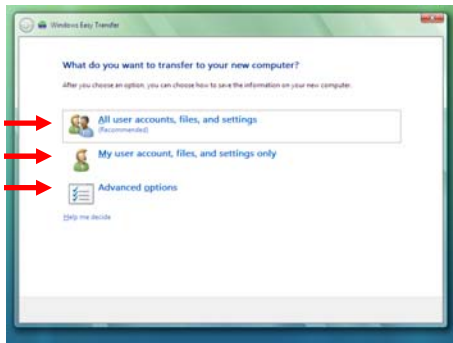 Windows Easy Transfer
What do you want to transfer to your new computer?
After you choose an option, you can choose how to save the information on your new computer.
All user accounts, files, and settings
(Recommended)
My user account, files, and settings only
Advanced options
Help me decide